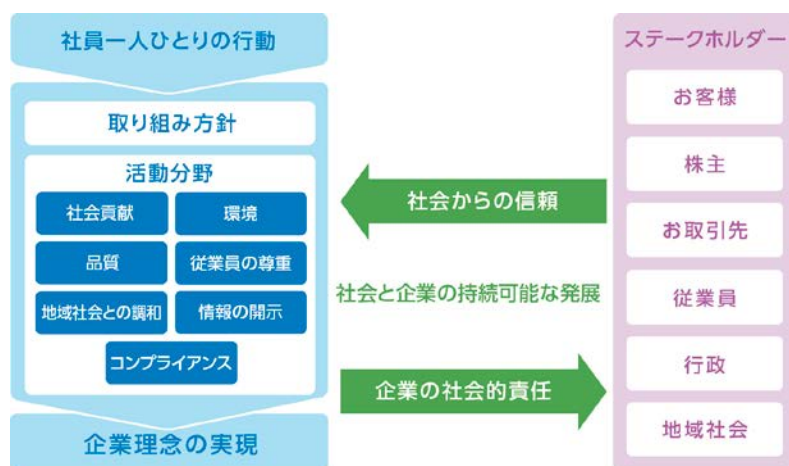 社員一人ひとりの行動
取り組み方針
活動分野
社会貢献
環境
品質
従業員の尊重
地域社会との調和
情報の開示
コンプライアンス
企業理念の実現
社会からの信頼
社会と企業の持続可能な発展
企業の社会的責任
ステークホルダー
お客様
株主
お取引先
従業員
行政
地域社会